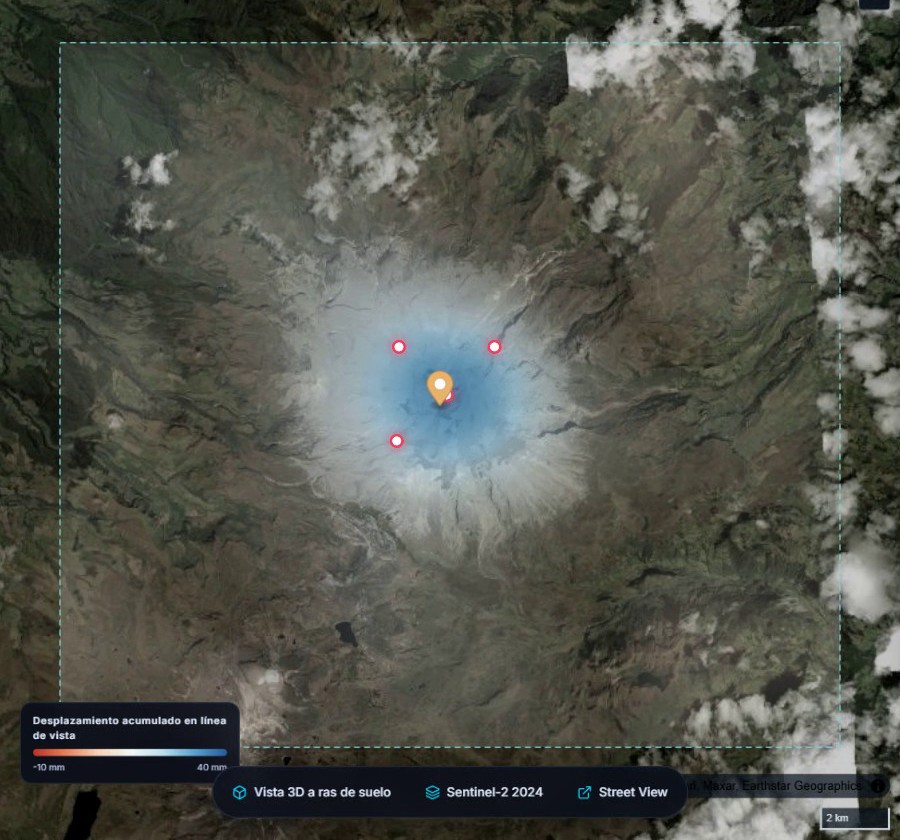 Desplazamiento acumulado en línea
de vista
-10 mm 40 mm
Vista 3D a ras de suelo Sentinel-2 2024 Street View
Maxar, Earthstar Geographics
2 km